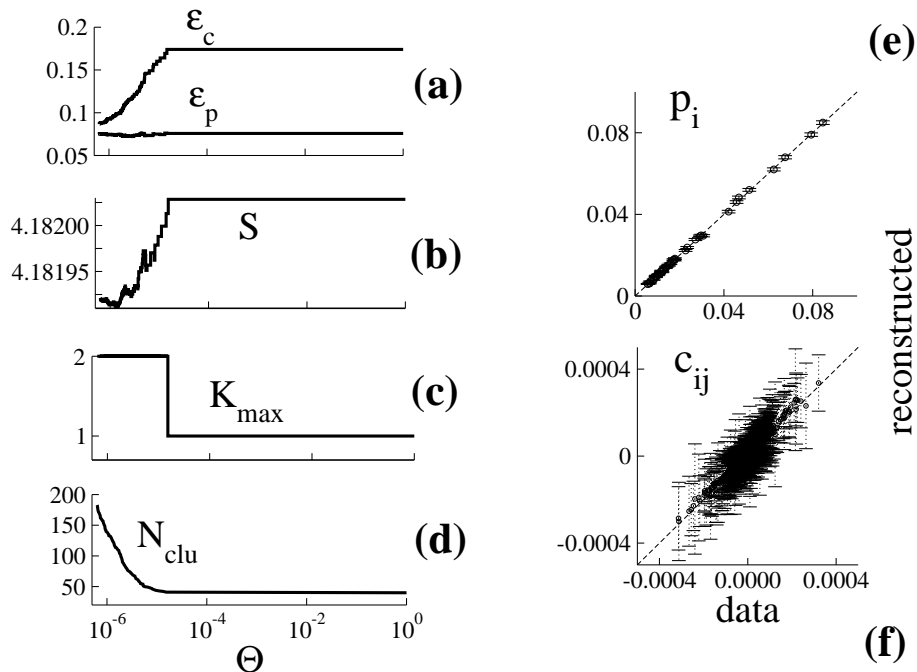 0.2
0.15
0.1
0.05
ε_c
ε_p
(a)
4.18200
4.18195
S
(b)
2
1
K_max
(c)
200
150
100
50
N_clu
(d)
10^-6 10^-4 10^-2 10^0
Θ
(e)
p_i
0.08
0.04
0
0 0.04 0.08
reconstructed
c_ij
0.0004
0
-0.0004
-0.0004 0.0000 0.0004
data
(f)